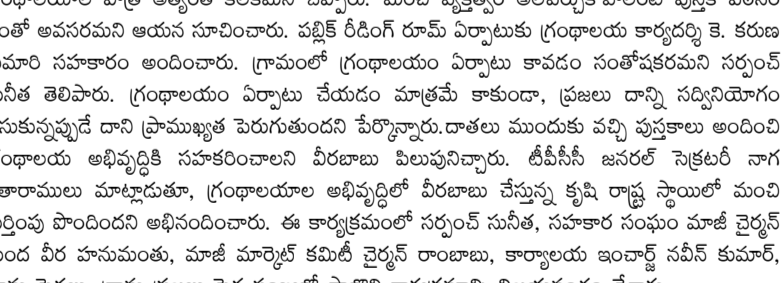 అవసరమని ఆయన సూచించారు. పబ్లిక్ రీడింగ్ రూమ్ ఏర్పాటుకు గ్రంథాలయ కార్యదర్శి కె. కరుణ
సహకారం అందించారు. గ్రామంలో గ్రంథాలయం ఏర్పాటు కావడం సంతోషకరమని సర్పంచ్
తెలిపారు. గ్రంథాలయం ఏర్పాటు చేయడం మాత్రమే కాకుండా, ప్రజలు దాన్ని సద్వినియోగం
దాని ప్రాముఖ్యత పెరుగుతుందని పేర్కొన్నారు.దాతలు ముందుకు వచ్చి పుస్తకాలు అందించి
అభివృద్ధికి సహకరించాలని వీరబాబు పిలుపునిచ్చారు. టీపీసీసీ జనరల్ సెక్రటరీ నాగ
మాట్లాడుతూ, గ్రంథాలయాల అభివృద్ధిలో వీరబాబు చేస్తున్న కృషి రాష్ట్ర స్థాయిలో మంచి
పొందిందని అభినందించారు. ఈ కార్యక్రమంలో సర్పంచ్ సునీత, సహకార సంఘం మాజీ చైర్మన్
వీర హనుమంతు, మాజీ మార్కెట్ కమిటీ చైర్మన్ రాంబాబు, కార్యాలయ ఇంచార్జ్ నవీన్ కుమార్,